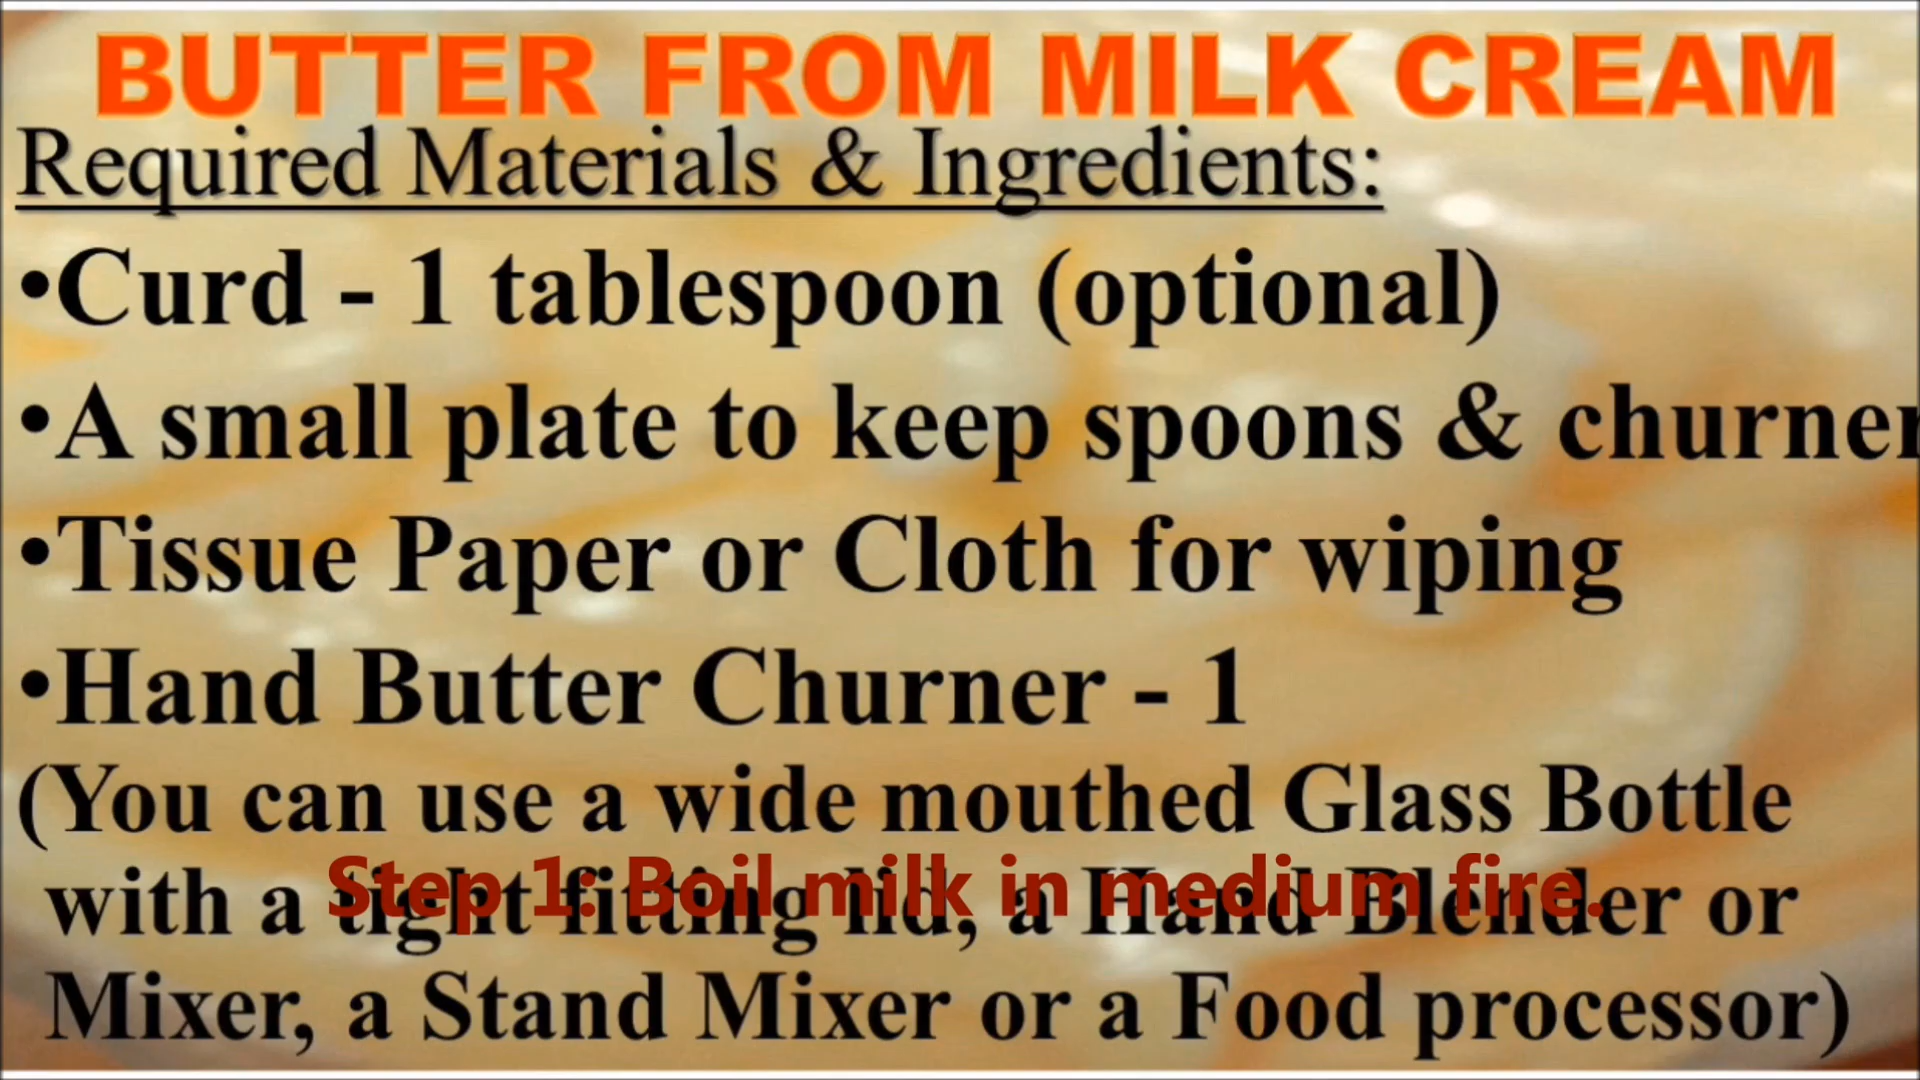 BUTTER FROM MILK CREAM
Required Materials & Ingredients:
•Curd - 1 tablespoon (optional)
•A small plate to keep spoons & churner
•Tissue Paper or Cloth for wiping
•Hand Butter Churner - 1
(You can use a wide mouthed Glass Bottle
with a tight fitting lid, a Hand Blender or
Step 1: Boil milk in medium fire.
Mixer, a Stand Mixer or a Food processor)